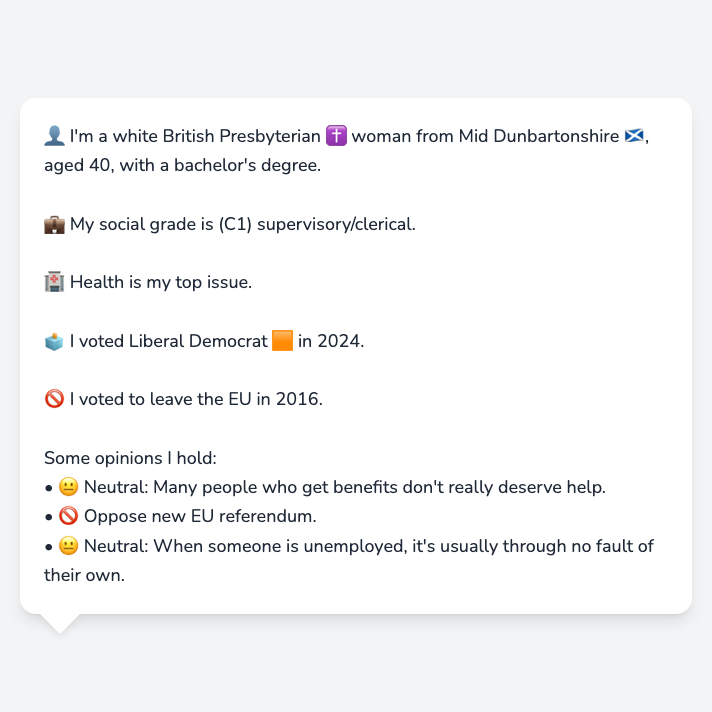 👤 I'm a white British Presbyterian ✝️ woman from Mid Dunbartonshire 🏴󠁧󠁢󠁳󠁣󠁴󠁿,
aged 40, with a bachelor's degree.
💼 My social grade is (C1) supervisory/clerical.
🏥 Health is my top issue.
🗳️ I voted Liberal Democrat 🟧 in 2024.
🚫 I voted to leave the EU in 2016.
Some opinions I hold:
• 😐 Neutral: Many people who get benefits don't really deserve help.
• 🚫 Oppose new EU referendum.
• 😐 Neutral: When someone is unemployed, it's usually through no fault of
their own.